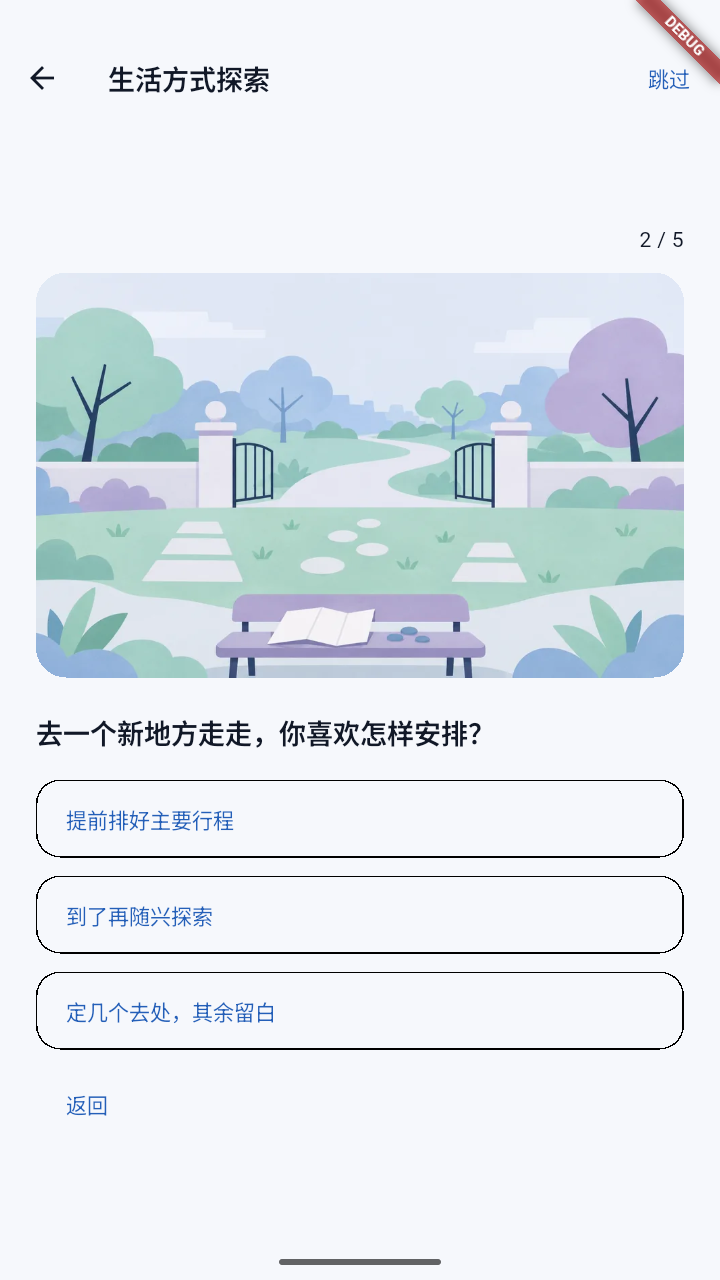 DEBUG
生活方式探索
跳过
2 / 5
去一个新地方走走，你喜欢怎样安排？
提前排好主要行程
到了再随兴探索
定几个去处，其余留白
返回